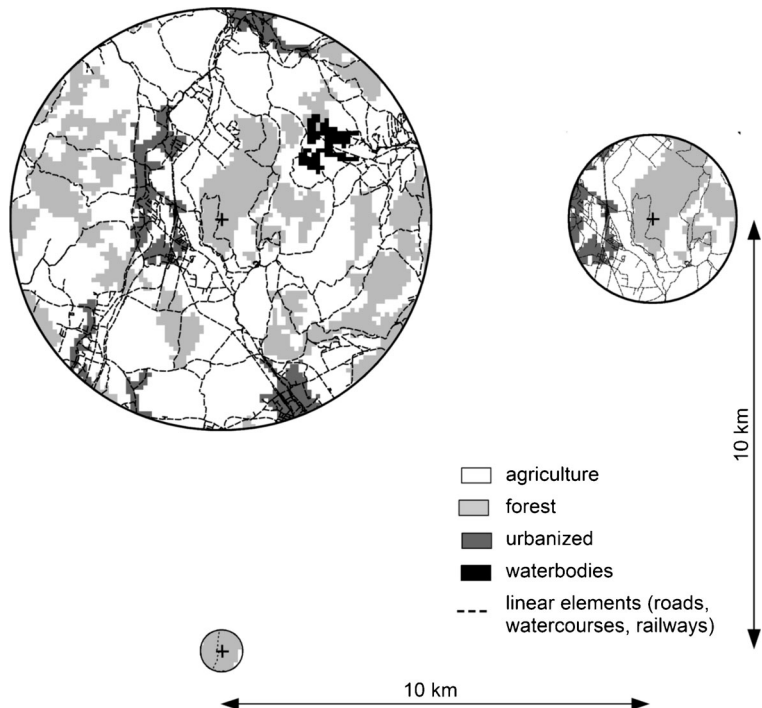 10 km
agriculture
forest
urbanized
waterbodies
linear elements (roads,
watercourses, railways)
10 km